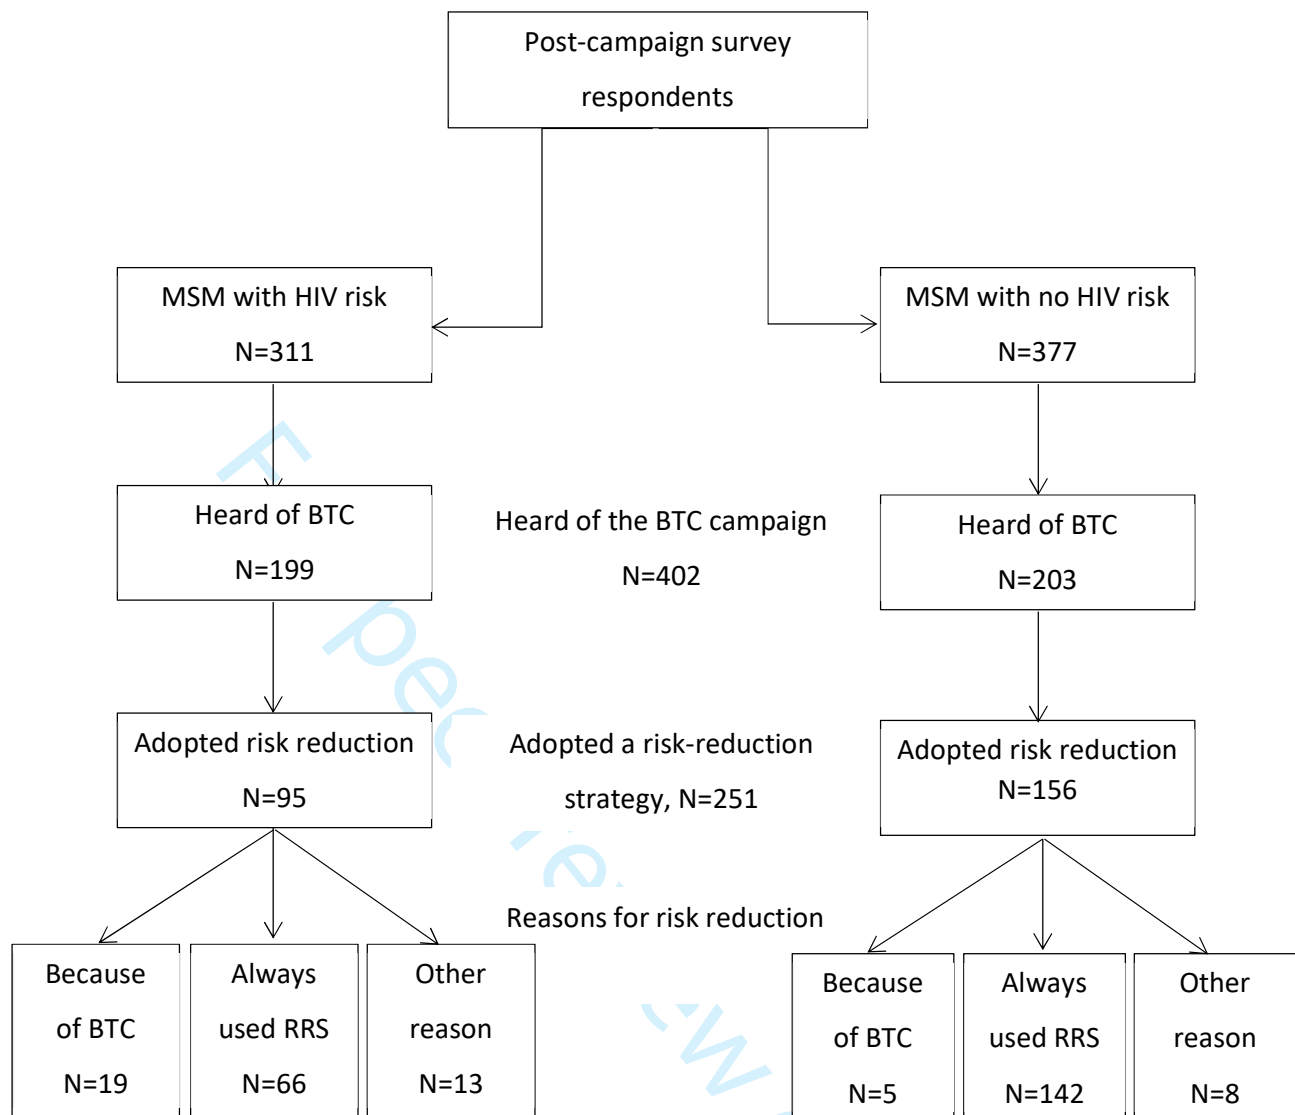 Post-campaign survey
respondents
MSM with HIV risk
N=311
MSM with no HIV risk
N=377
Heard of BTC
N=199
Heard of the BTC campaign
N=402
Heard of BTC
N=203
Adopted risk reduction
N=95
Adopted a risk-reduction
strategy, N=251
Adopted risk reduction
N=156
Reasons for risk reduction
Because
of BTC
N=19
Always
used RRS
N=66
Other
reason
N=13
Because
of BTC
N=5
Always
used RRS
N=142
Other
reason
N=8